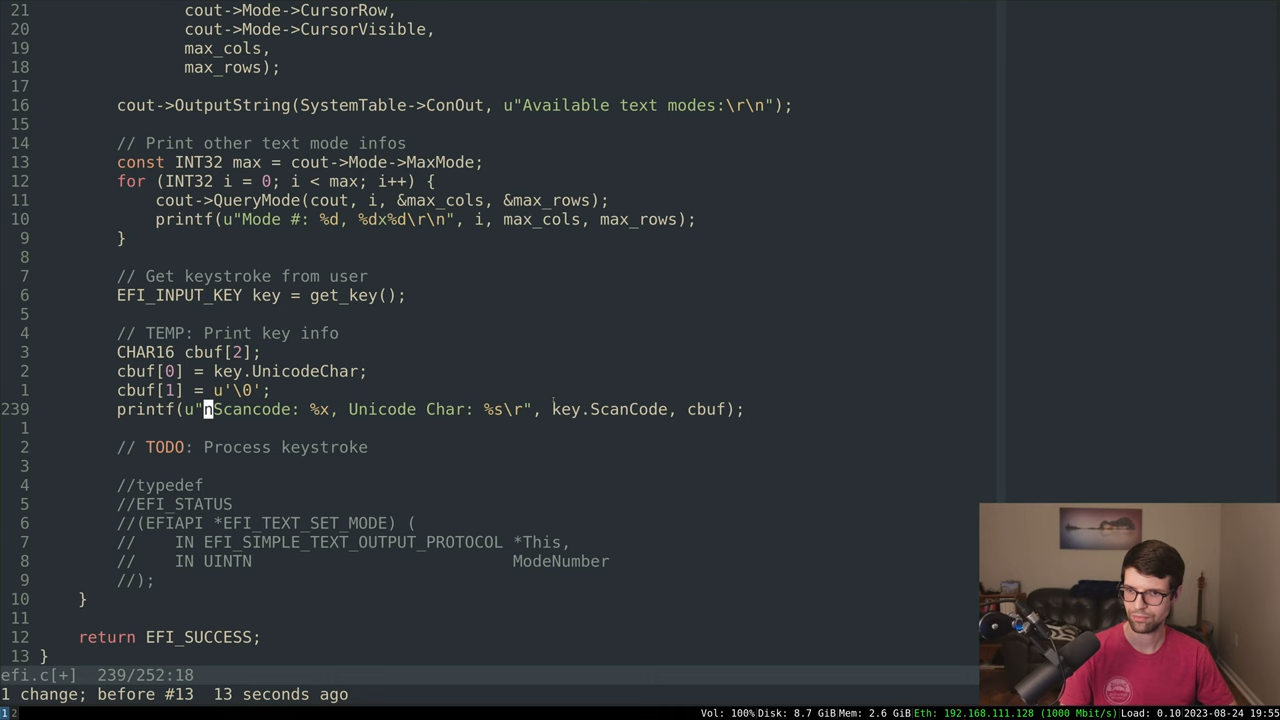 21                cout->Mode->CursorRow,
20                cout->Mode->CursorVisible,
19                max_cols,
18                max_rows);
17
16        cout->OutputString(SystemTable->ConOut, u"Available text modes:\r\n");
15
14        // Print other text mode infos
13        const INT32 max = cout->Mode->MaxMode;
12        for (INT32 i = 0; i < max; i++) {
11            cout->QueryMode(cout, i, &max_cols, &max_rows);
10            printf(u"Mode #: %d, %dx%d\r\n", i, max_cols, max_rows);
9        }
8
7        // Get keystroke from user
6        EFI_INPUT_KEY key = get_key();
5
4        // TEMP: Print key info
3        CHAR16 cbuf[2];
2        cbuf[0] = key.UnicodeChar;
1        cbuf[1] = u'\0';
239        printf(u"nScancode: %x, Unicode Char: %s\r", key.ScanCode, cbuf);
1
2        // TODO: Process keystroke
3
4        //typedef
5        //EFI_STATUS
6        //(EFIAPI *EFI_TEXT_SET_MODE) (
7        //    IN EFI_SIMPLE_TEXT_OUTPUT_PROTOCOL *This,
8        //    IN UINTN                           ModeNumber
9        //);
10    }
11
12    return EFI_SUCCESS;
13 }
efi.c[+]  239/252:18
1 change; before #13  13 seconds ago
1 2 Vol: 100% Disk: 8.7 GiB Mem: 2.6 GiB Eth: 192.168.111.128 (1000 Mbit/s) Load: 0.10 2023-08-24 19:55